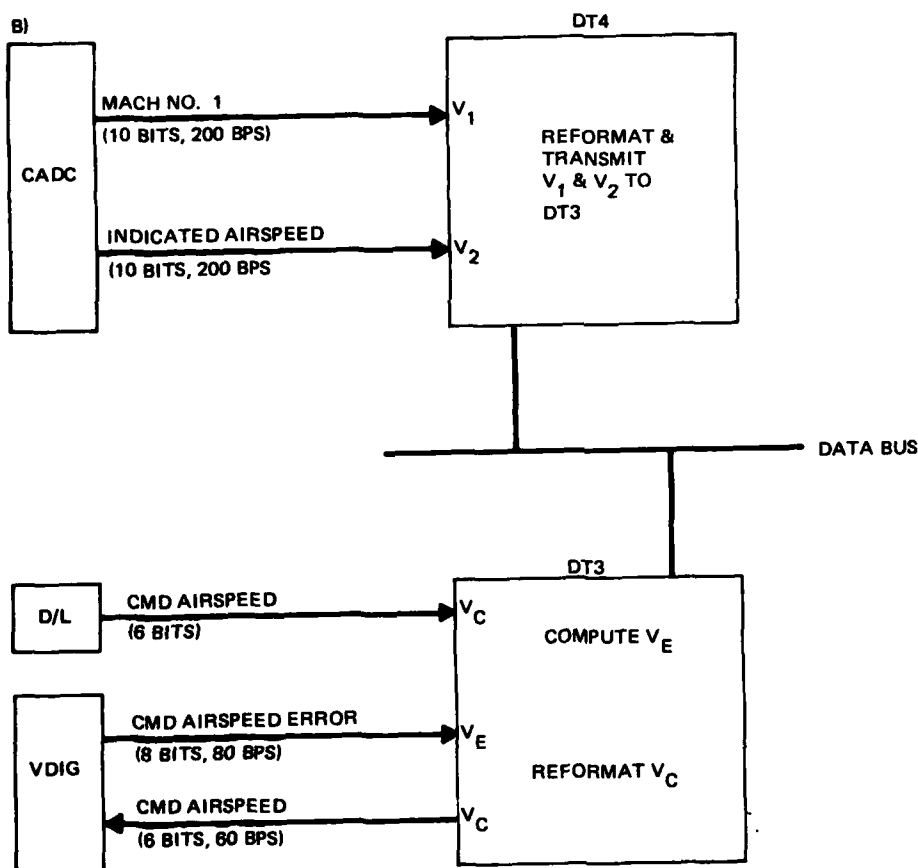 B)
DT4
CADC
MACH NO. 1
(10 BITS, 200 BPS)
V1
INDICATED AIRSPEED
(10 BITS, 200 BPS
V2
REFORMAT &
TRANSMIT
V1 & V2 TO
DT3
DATA BUS
DT3
D/L
CMD AIRSPEED
(6 BITS)
VC
COMPUTE VE
VDIG
CMD AIRSPEED ERROR
(8 BITS, 80 BPS)
VE
REFORMAT VC
CMD AIRSPEED
(6 BITS, 60 BPS)
VC